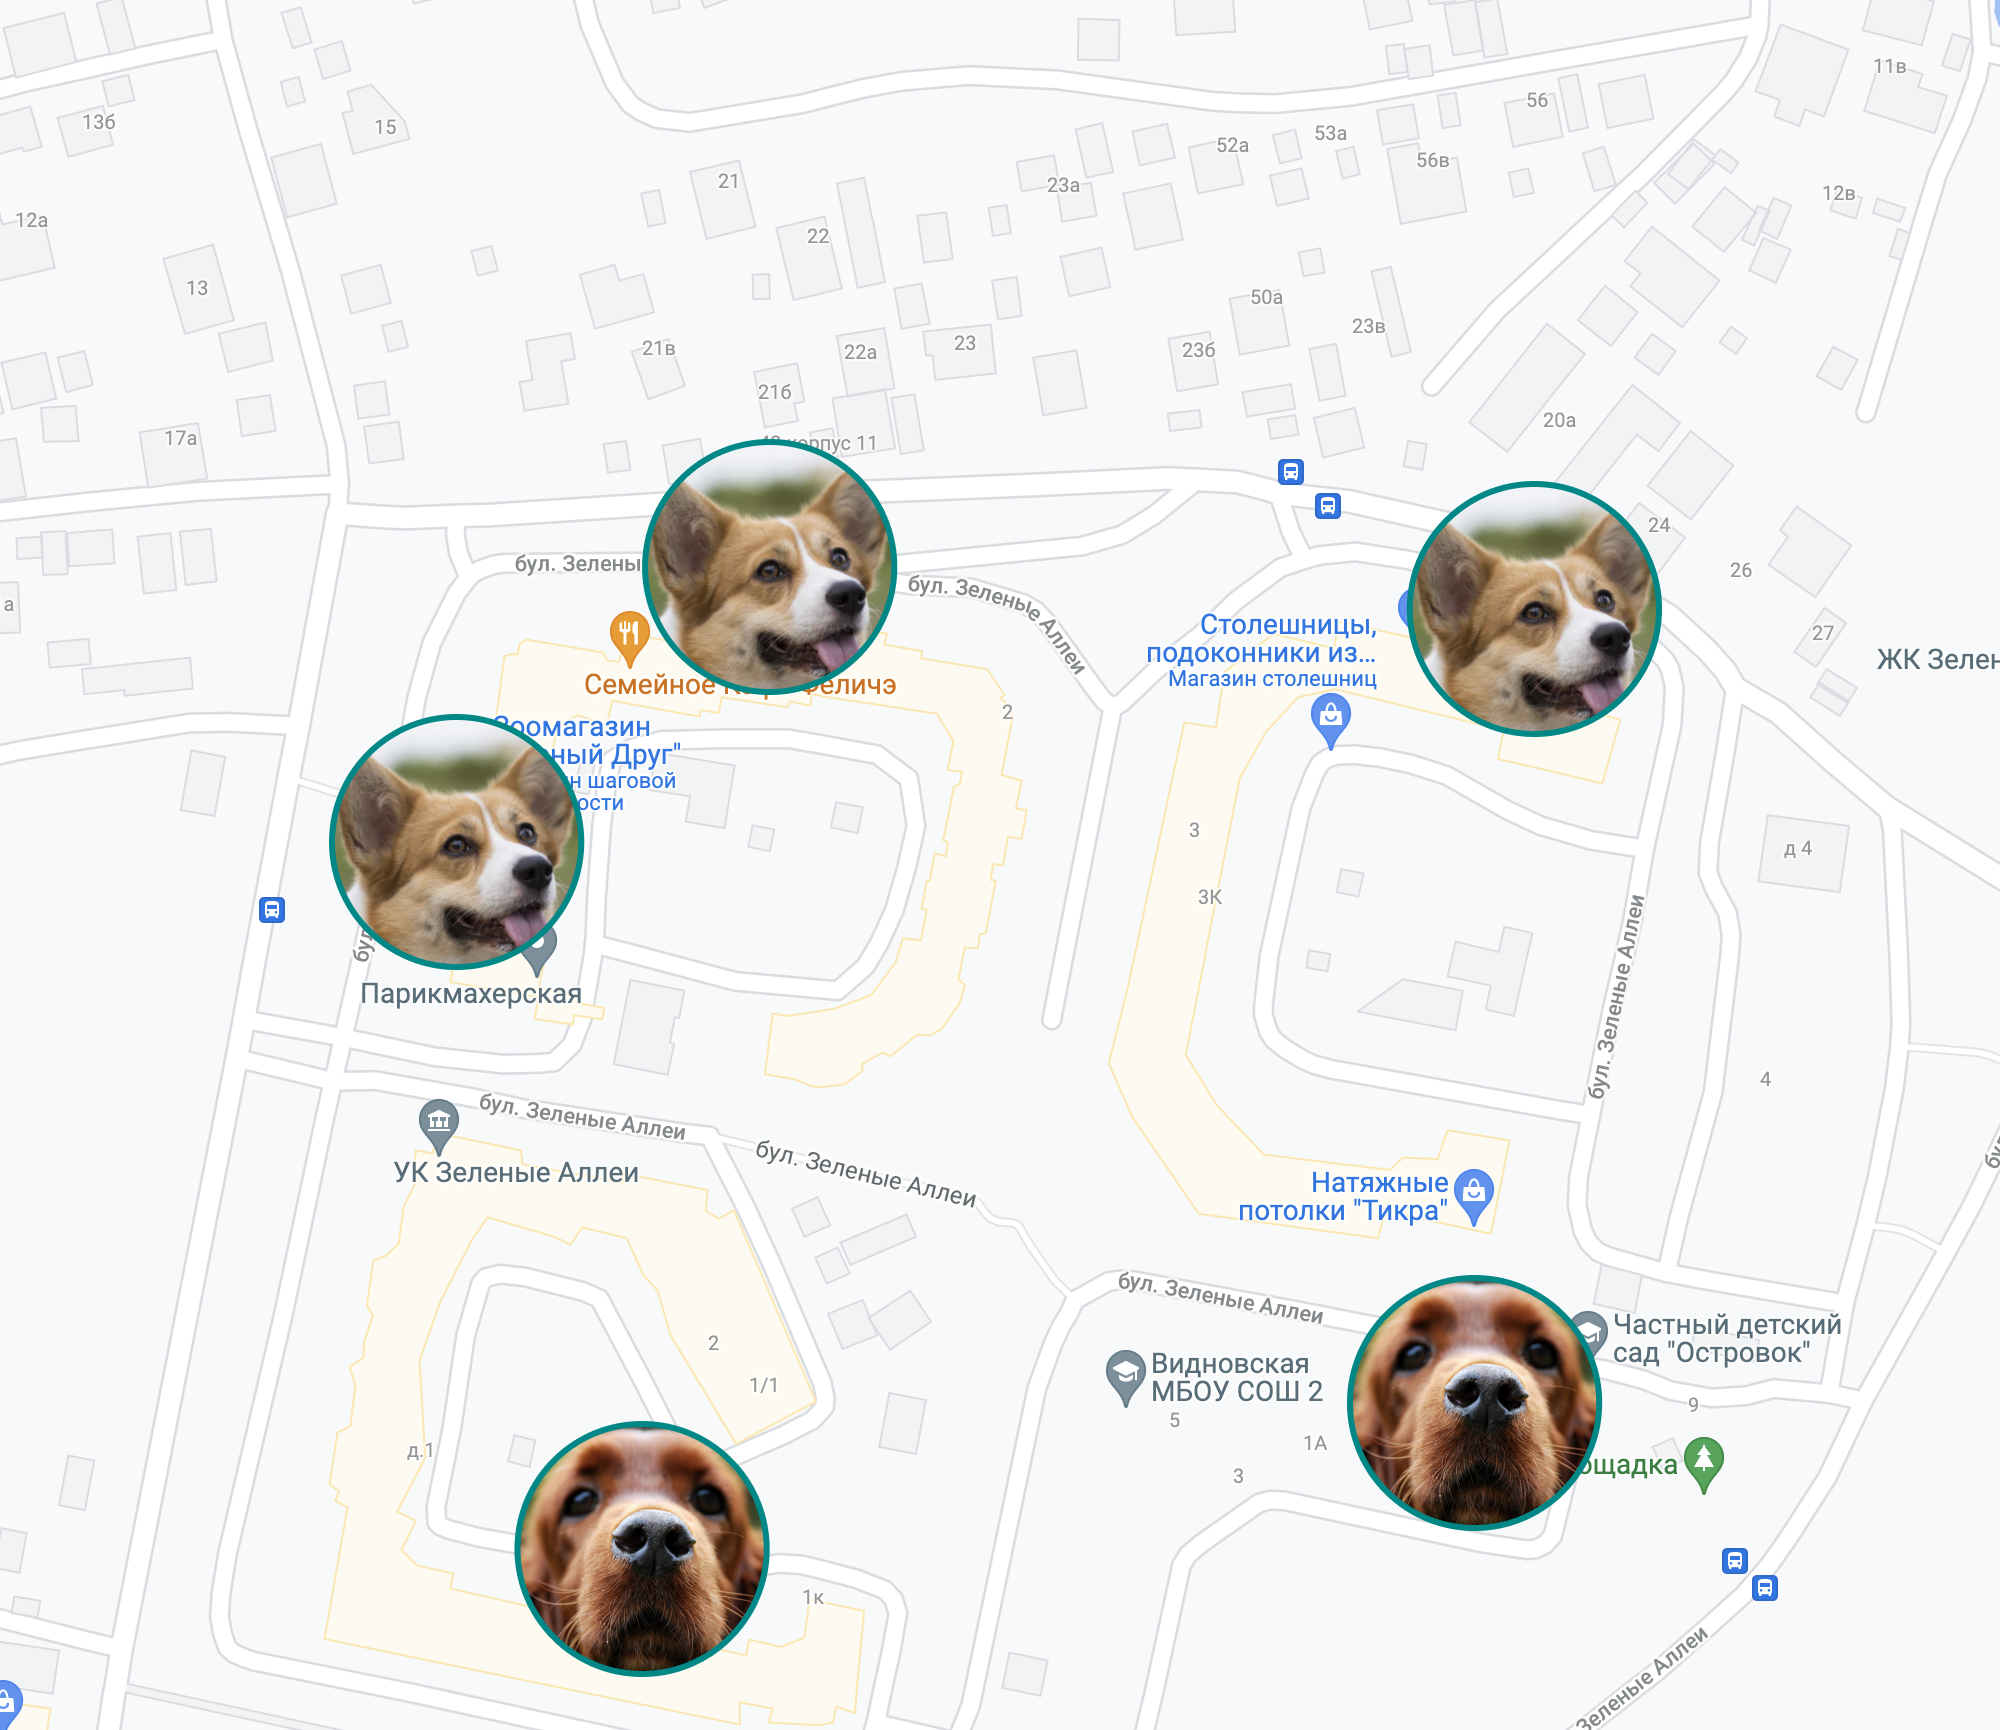 11в
56
13б
15
53а
52а
56в
21
23а
12в
12а
22
13
50а
23в
23
21в
22а
23б
21б
20а
17а
корпус 11
24
бул. Зелены
26
бул. Зеленые Аллеи
а
Столешницы,
подоконники из...
Магазин столешниц
27
ЖК Зелен
Семейное
Феличэ
2
Зоомагазин
ный Друг"
н шаговой
ости
3
д 4
3К
бул. Зеленые Аллеи
бул
Парикмахерская
4
бул. Зеленые Аллеи
бул. Зеленые Аллеи
УК Зеленые Аллеи
Натяжные
потолки "Тикра"
бул. Зеленые Аллеи
Частный детский
сад "Островок"
2
1/1
Видновская
МБОУ СОШ 2
5
9
1А
д.1
3
ощадка
1к
Зеленые Аллеи